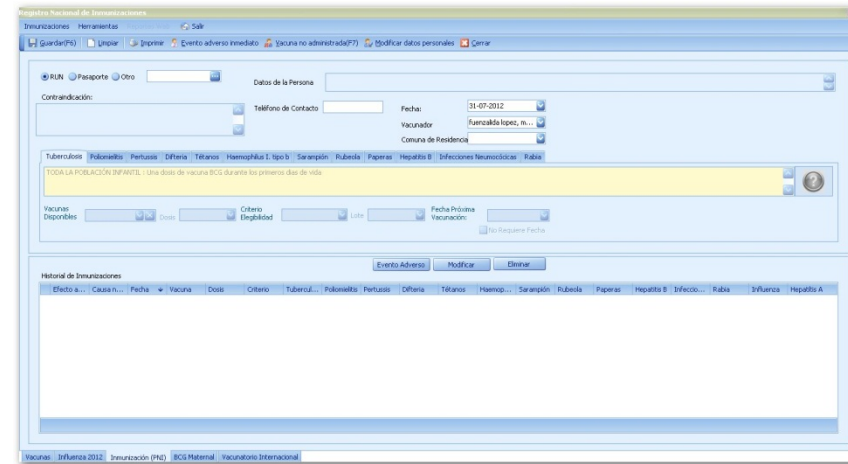 Registro Nacional de Inmunizaciones
Inmunizaciones Herramientas Salir
Guardar(F6) Limpiar Imprimir Evento adverso inmediato Vacuna no administrada(F7) Modificar datos personales Cerrar
RUN Pasaporte Otro
Datos de la Persona
Contraindicación:
Teléfono de Contacto
Fecha: 31-07-2012
Vacunador fuenzalida lopez, m...
Comuna de Residencia
Tuberculosis Poliomielitis Pertussis Difteria Tétanos Haemophilus I. tipo b Sarampión Rubeola Paperas Hepatitis B Infecciones Neumocócicas Rabia
TODA LA POBLACIÓN INFANTIL : Una dosis de vacuna BCG durante los primeros días de vida
Vacunas Disponibles Dosis Criterio Elegibilidad Lote Fecha Próxima Vacunación:
No Requiere Fecha
Evento Adverso Modificar Eliminar
Historial de Inmunizaciones
Efecto a... Causa n... Fecha Vacuna Dosis Criterio Tubercul... Poliomielitis Pertussis Difteria Tétanos Haemop... Sarampión Rubeola Paperas Hepatitis B Infeccio... Rabia Influenza Hepatitis A
Vacunas Influenza 2012 Inmunización (PNI) BCG Maternal Vacunatorio Internacional